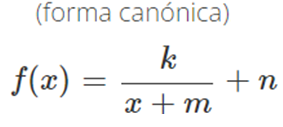 (forma canónica)
f(x) = k / (x + m) + n